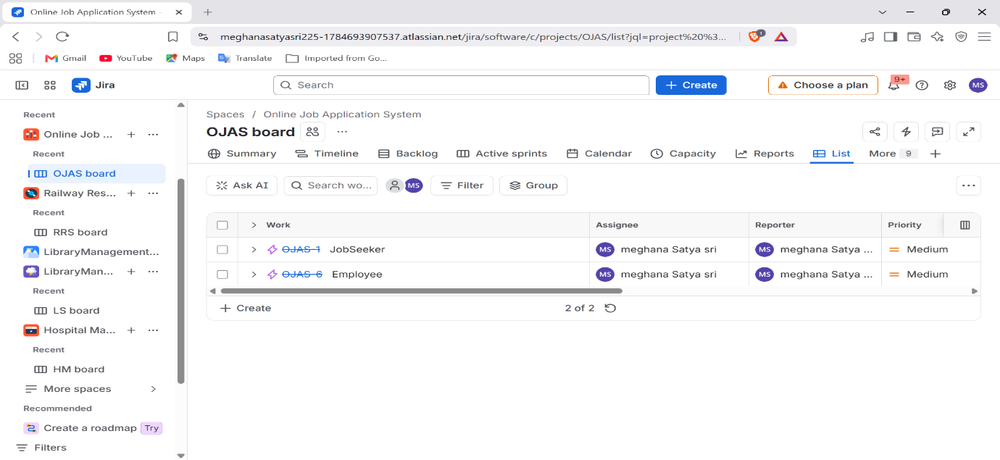 Online Job Application System
meghanasatyasri225-1784693907537.atlassian.net/jira/software/c/projects/OJAS/list?jql=project%20%3... 1
Gmail YouTube Maps Translate Imported from Go...
Jira Search + Create Choose a plan 9+ MS
Recent
Online Job ...
Recent
OJAS board
Railway Res...
Recent
RRS board
LibraryManagement...
LibraryMan...
Recent
LS board
Hospital Ma...
Recent
HM board
More spaces
Recommended
Create a roadmap Try
Filters
Spaces / Online Job Application System
OJAS board
Summary Timeline Backlog Active sprints Calendar Capacity Reports List More 9
Ask AI Search wo... MS Filter Group
Work Assignee Reporter Priority
OJAS-1 JobSeeker MS meghana Satya sri MS meghana Satya ... Medium
OJAS-6 Employee MS meghana Satya sri MS meghana Satya ... Medium
+ Create 2 of 2